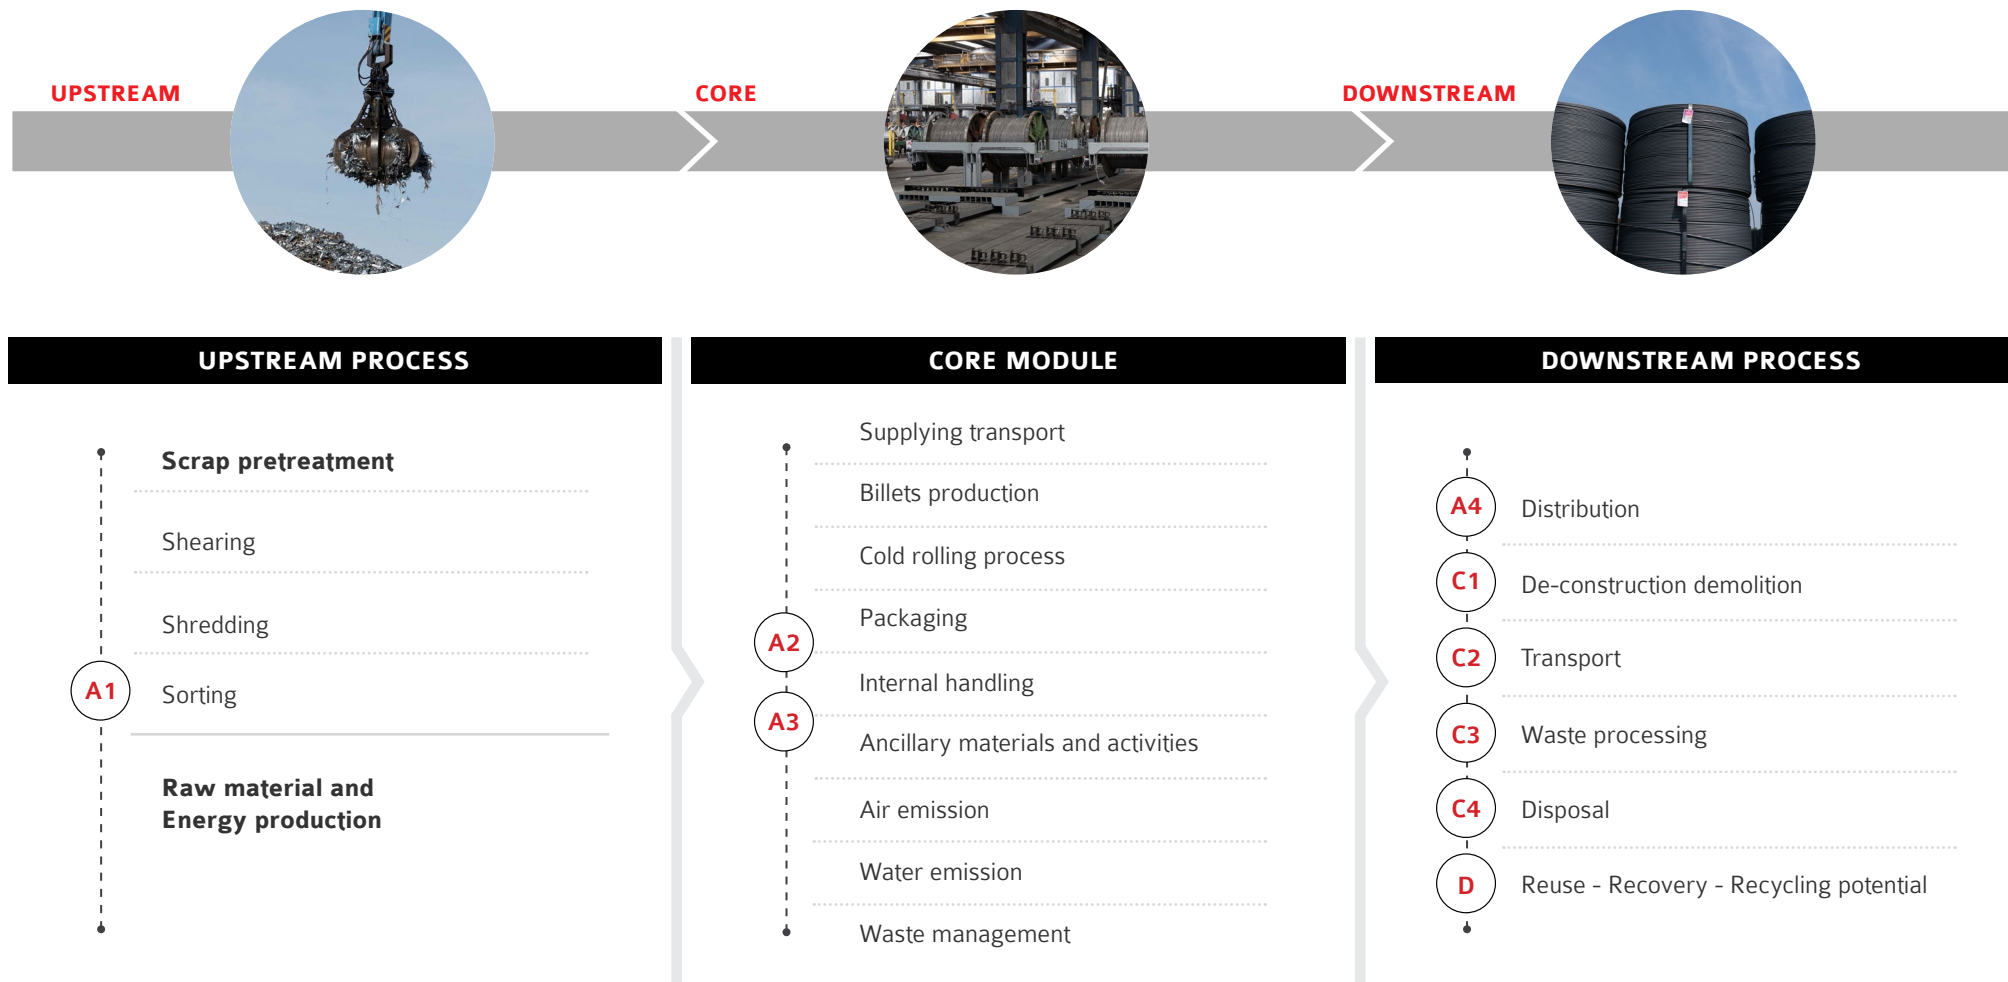 UPSTREAM
CORE
DOWNSTREAM
UPSTREAM PROCESS
Scrap pretreatment
Shearing
Shredding
A1
Sorting
Raw material and
Energy production
CORE MODULE
Supplying transport
Billets production
Cold rolling process
Packaging
A2
Internal handling
A3
Ancillary materials and activities
Air emission
Water emission
Waste management
DOWNSTREAM PROCESS
A4 Distribution
C1 De-construction demolition
C2 Transport
C3 Waste processing
C4 Disposal
D Reuse - Recovery - Recycling potential